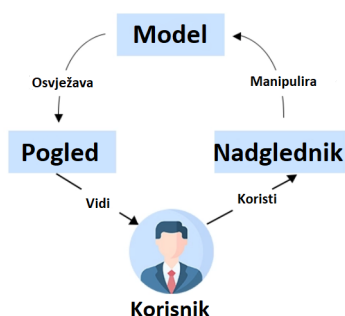 Model
Osvježava
Manipulira
Pogled
Nadglednik
Vidi
Koristi
Korisnik